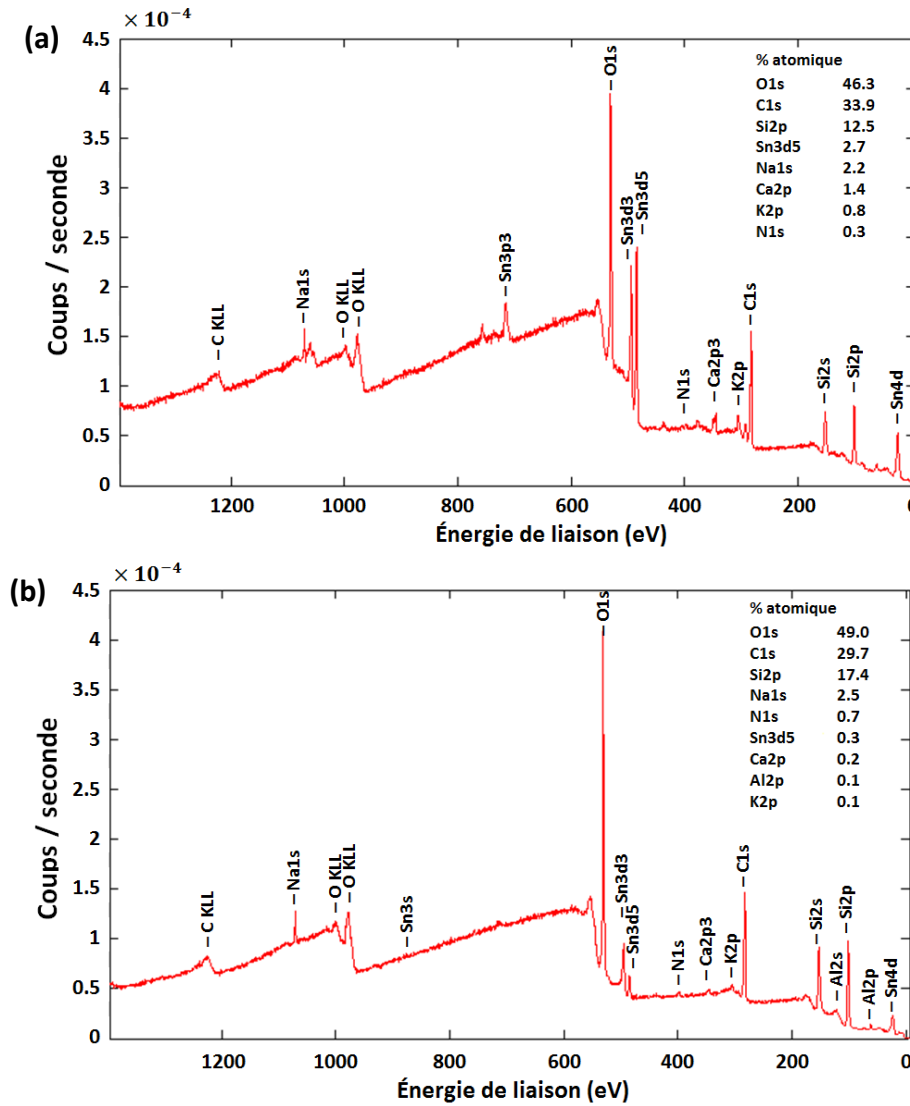 (a)
× 10⁻⁴
4.5
4
3.5
3
2.5
2
1.5
1
0.5
0
Coups / seconde
1200
1000
800
600
400
200
0
Énergie de liaison (eV)
C KLL
Na1s
O KLL
O KLL
Sn3p3
O1s
Sn3d3
Sn3d5
N1s
Ca2p3
K2p
C1s
Si2s
Si2p
Sn4d
% atomique
O1s 46.3
C1s 33.9
Si2p 12.5
Sn3d5 2.7
Na1s 2.2
Ca2p 1.4
K2p 0.8
N1s 0.3
(b)
× 10⁻⁴
4.5
4
3.5
3
2.5
2
1.5
1
0.5
0
Coups / seconde
1200
1000
800
600
400
200
0
Énergie de liaison (eV)
C KLL
Na1s
O KLL
O KLL
Sn3s
O1s
Sn3d3
Sn3d5
N1s
Ca2p3
K2p
C1s
Si2s
Al2s
Si2p
Al2p
Sn4d
% atomique
O1s 49.0
C1s 29.7
Si2p 17.4
Na1s 2.5
N1s 0.7
Sn3d5 0.3
Ca2p 0.2
Al2p 0.1
K2p 0.1